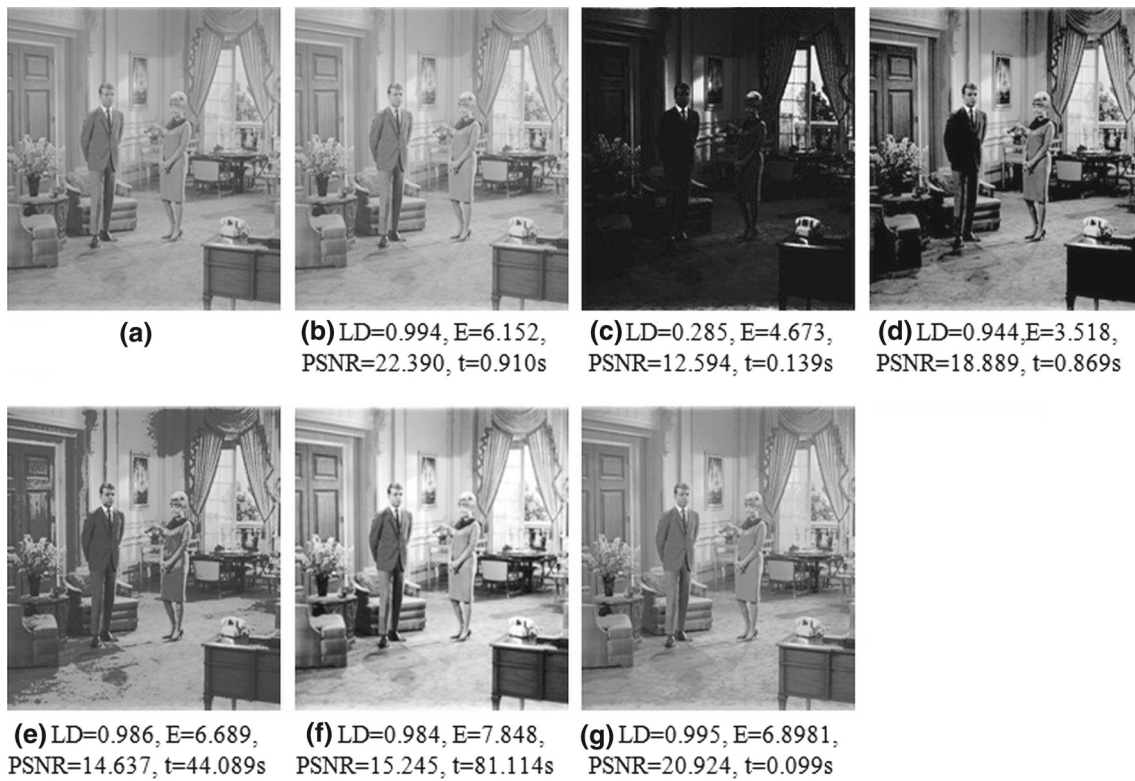 (a)
(b) LD=0.994, E=6.152,
PSNR=22.390, t=0.910s
(c) LD=0.285, E=4.673,
PSNR=12.594, t=0.139s
(d) LD=0.944,E=3.518,
PSNR=18.889, t=0.869s
(e) LD=0.986, E=6.689,
PSNR=14.637, t=44.089s
(f) LD=0.984, E=7.848,
PSNR=15.245, t=81.114s
(g) LD=0.995, E=6.8981,
PSNR=20.924, t=0.099s